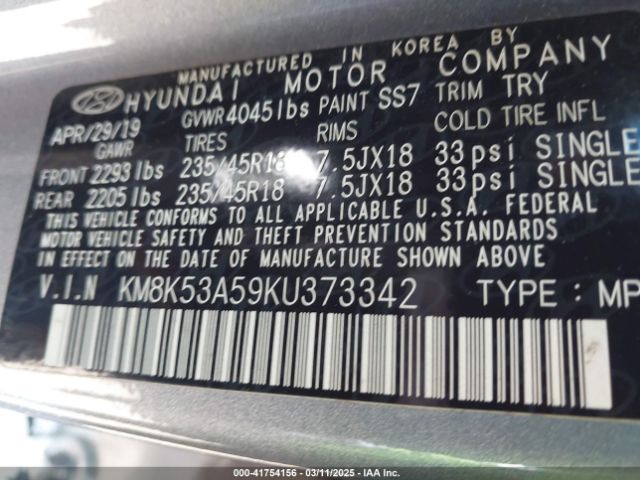 MANUFACTURED IN KOREA BY
HYUNDAI MOTOR COMPANY
APR/29/19 GVWR 4045lbs PAINT SS7 TRIM TRY
GAWR TIRES RIMS COLD TIRE INFL
FRONT 2293 lbs 235/45R18 7.5JX18 33psi SINGLE
REAR 2205 lbs 235/45R18 7.5JX18 33psi SINGLE
THIS VEHICLE CONFORMS TO ALL APPLICABLE U.S.A. FEDERAL
MOTOR VEHICLE SAFETY AND THEFT PREVENTION STANDARDS
IN EFFECT ON THE DATE OF MANUFACTURE SHOWN ABOVE
V.I.N KM8K53A59KU373342 TYPE : MP
000-41754156 - 03/11/2025 - IAA Inc.